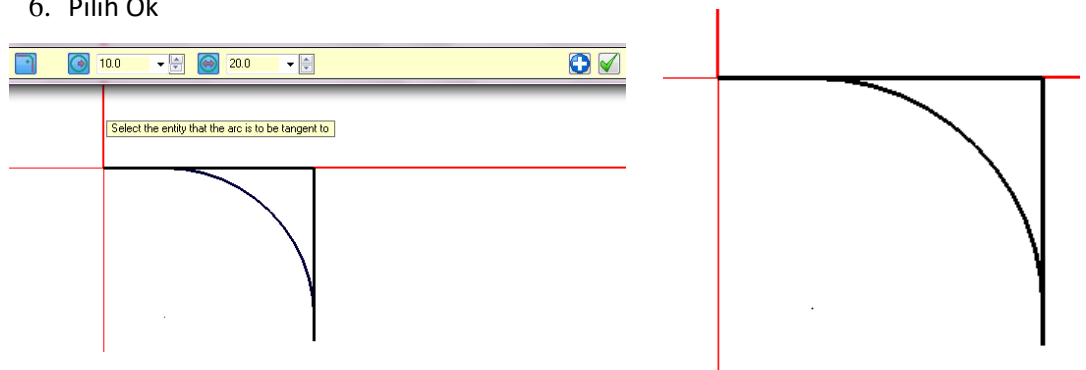 6. Pilih Ok
10.0 20.0
Select the entity that the arc is to be tangent to